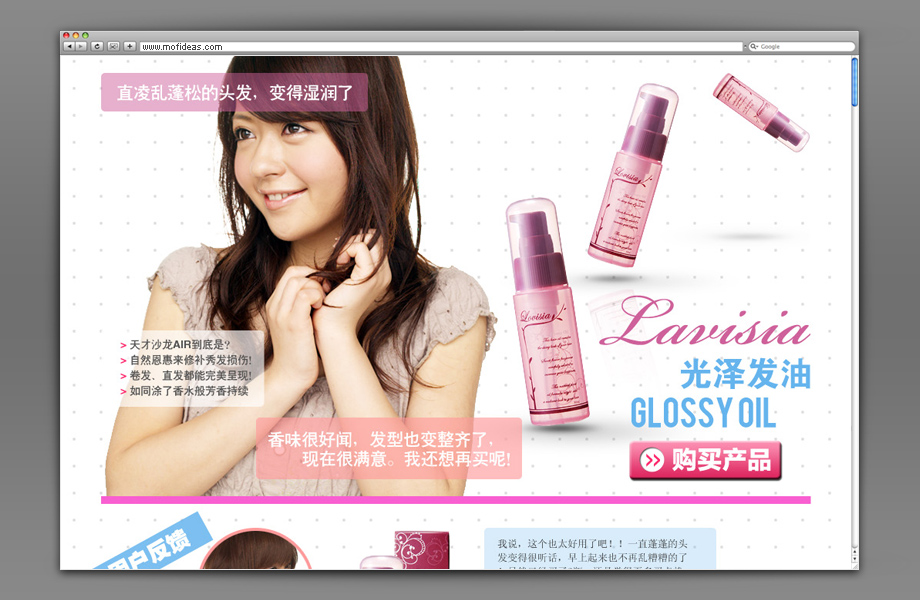 www.mofideas.com
Google
直凌乱蓬松的头发，变得湿润了
Lavisia
Lavisia
> 天才沙龙AIR到底是?
> 自然恩惠来修补秀发损伤!
> 卷发、直发都能完美呈现!
> 如同涂了香水般芳香持续
Lavisia
光泽发油
GLOSSY OIL
香味很好闻，发型也变整齐了，
现在很满意。我还想再买呢!
购买产品
用户反馈
我说，这个也太好用了吧！！一直蓬蓬的头
发变得很听话，早上起来也不再乱糟糟的了